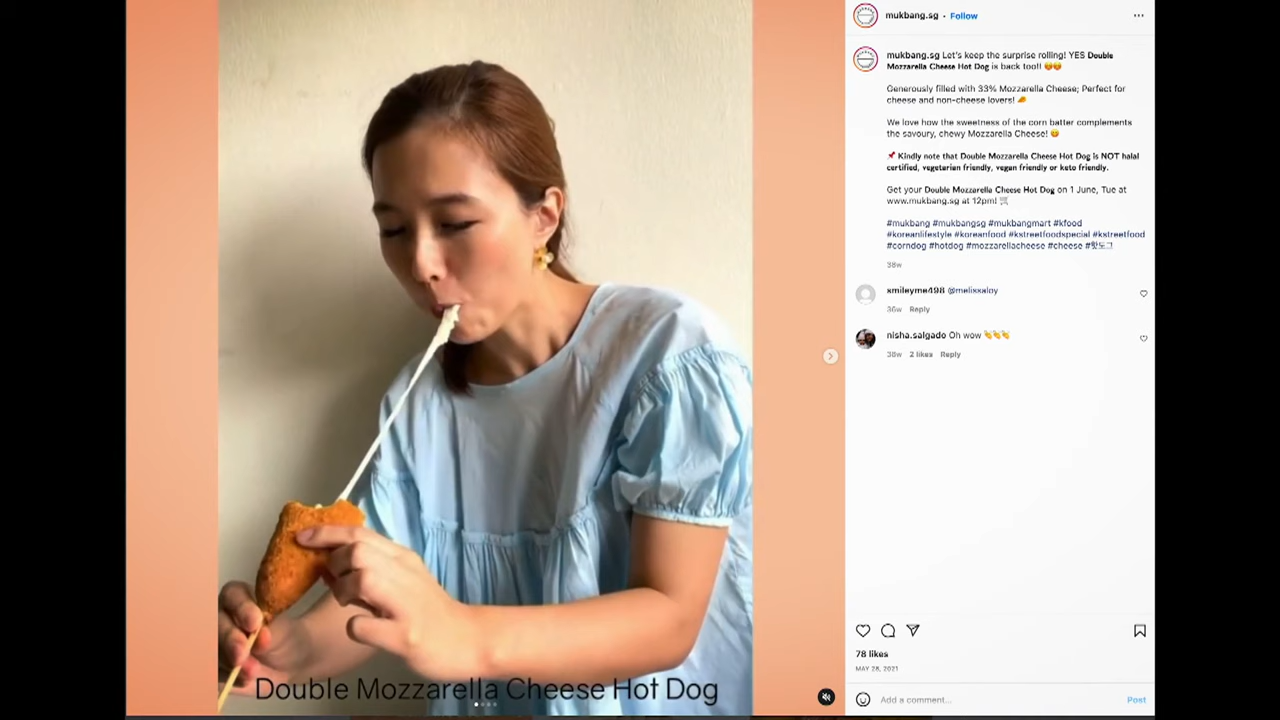 mukbang.sg • Follow
mukbang.sg Let's keep the surprise rolling! YES Double
Mozzarella Cheese Hot Dog is back too!!
Generously filled with 33% Mozzarella Cheese; Perfect for
cheese and non-cheese lovers!
We love how the sweetness of the corn batter complements
the savoury, chewy Mozzarella Cheese!
Kindly note that Double Mozzarella Cheese Hot Dog is NOT halal
certified, vegetarian friendly, vegan friendly or keto friendly.
Get your Double Mozzarella Cheese Hot Dog on 1 June, Tue at
www.mukbang.sg at 12pm!
#mukbang #mukbangsg #mukbangmart #kfood
#koreanlifestyle #koreanfood #kstreetfoodspecial #kstreetfood
#corndog #hotdog #mozzarellacheese #cheese #핫도그
38w
smileyme498 @melissaloy
36w Reply
nisha.salgado Oh wow
38w 2 likes Reply
78 likes
MAY 28, 2021
Add a comment... Post
Double Mozzarella Cheese Hot Dog